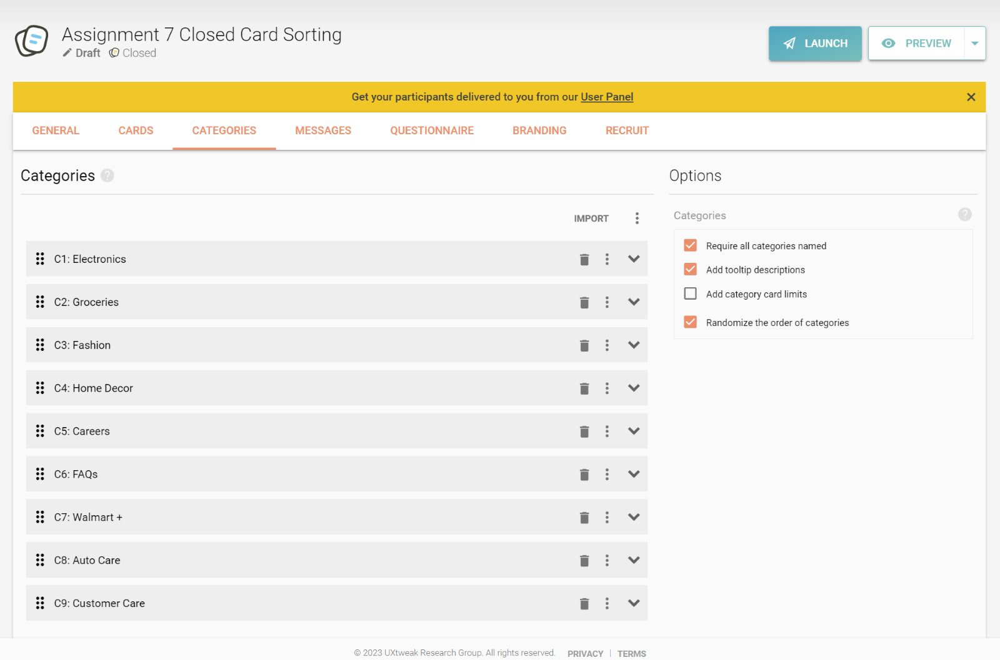 Assignment 7 Closed Card Sorting
Draft Closed
LAUNCH
PREVIEW
Get your participants delivered to you from our User Panel
GENERAL CARDS CATEGORIES MESSAGES QUESTIONNAIRE BRANDING RECRUIT
Categories ?
IMPORT
C1: Electronics
C2: Groceries
C3: Fashion
C4: Home Decor
C5: Careers
C6: FAQs
C7: Walmart +
C8: Auto Care
C9: Customer Care
Options
Categories ?
Require all categories named
Add tooltip descriptions
Add category card limits
Randomize the order of categories
© 2023 UXtweak Research Group. All rights reserved. PRIVACY | TERMS